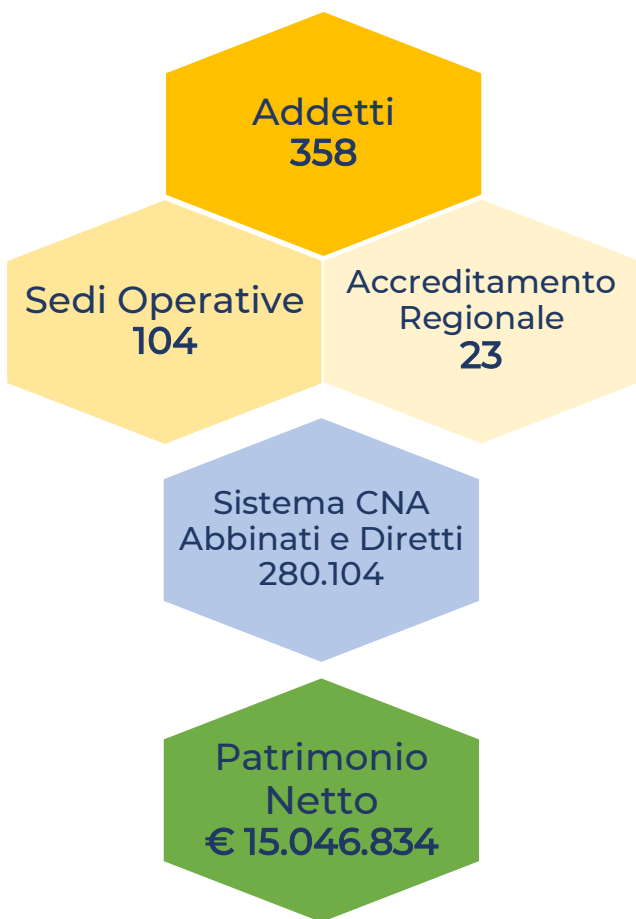 Addetti
358
Sedi Operative
104
Accreditamento
Regionale
23
Sistema CNA
Abbinati e Diretti
280.104
Patrimonio
Netto
€ 15.046.834